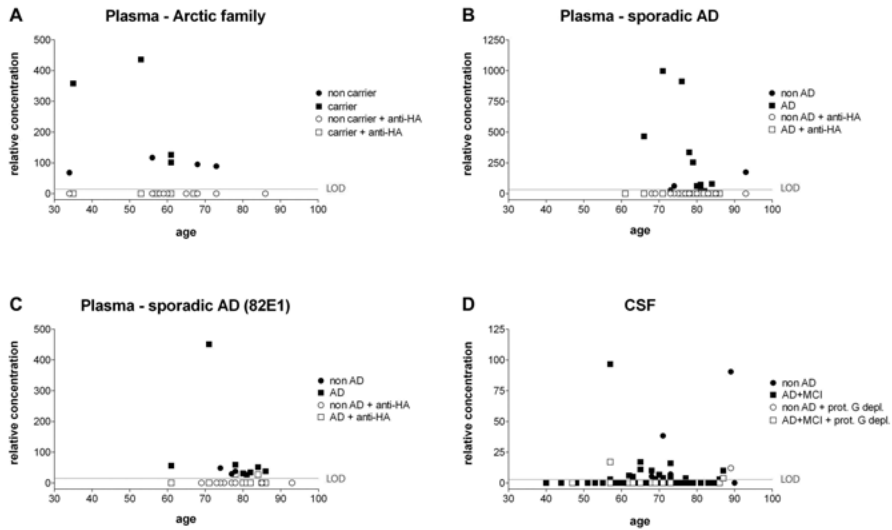 A
Plasma - Arctic family
relative concentration
500
400
300
200
100
0
30 40 50 60 70 80 90 100
age
LOD
non carrier
carrier
non carrier + anti-HA
carrier + anti-HA
B
Plasma - sporadic AD
relative concentration
1250
1000
750
500
250
0
30 40 50 60 70 80 90 100
age
LOD
non AD
AD
non AD + anti-HA
AD + anti-HA
C
Plasma - sporadic AD (82E1)
relative concentration
500
400
300
200
100
0
30 40 50 60 70 80 90 100
age
LOD
non AD
AD
non AD + anti-HA
AD + anti-HA
D
CSF
relative concentration
125
100
75
50
25
0
30 40 50 60 70 80 90 100
age
LOD
non AD
AD+MCI
non AD + prot. G depl.
AD+MCI + prot. G depl.